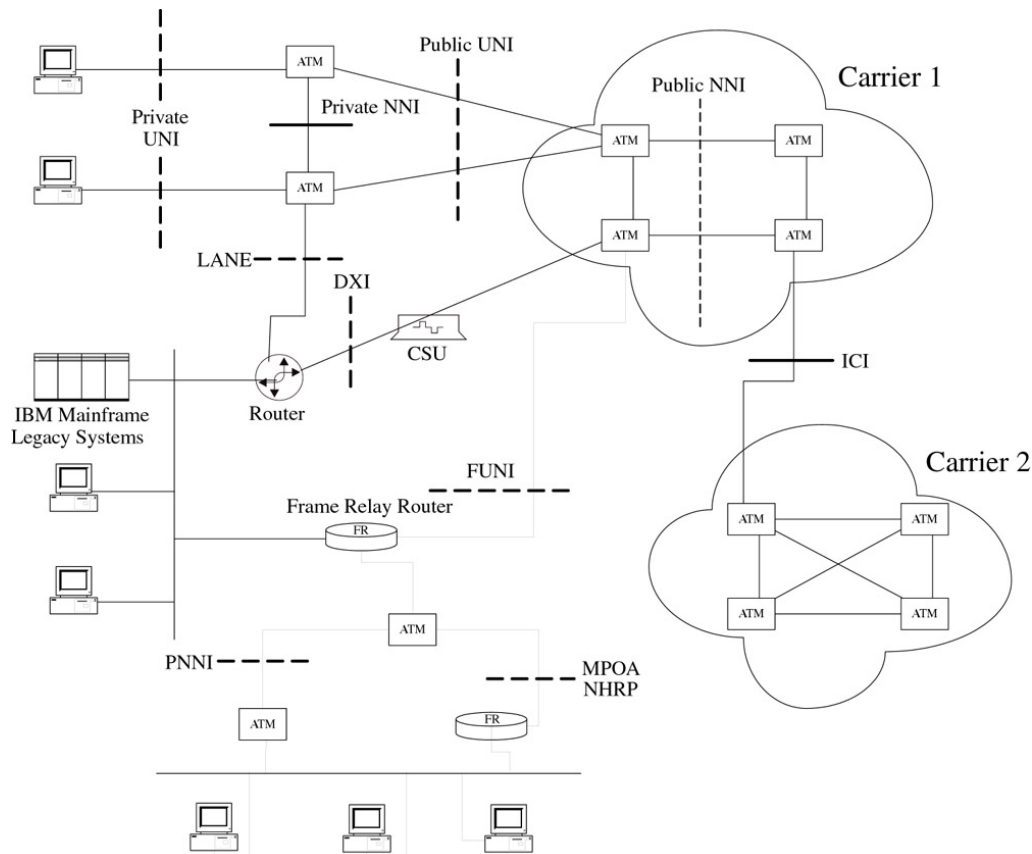 Public UNI
Carrier 1
ATM
Public NNI
Private NNI
Private
UNI
ATM
ATM
ATM
ATM
ATM
LANE
DXI
CSU
ICI
IBM Mainframe
Legacy Systems
Router
Carrier 2
FUNI
Frame Relay Router
FR
ATM
ATM
ATM
ATM
ATM
PNNI
MPOA
NHRP
ATM
FR